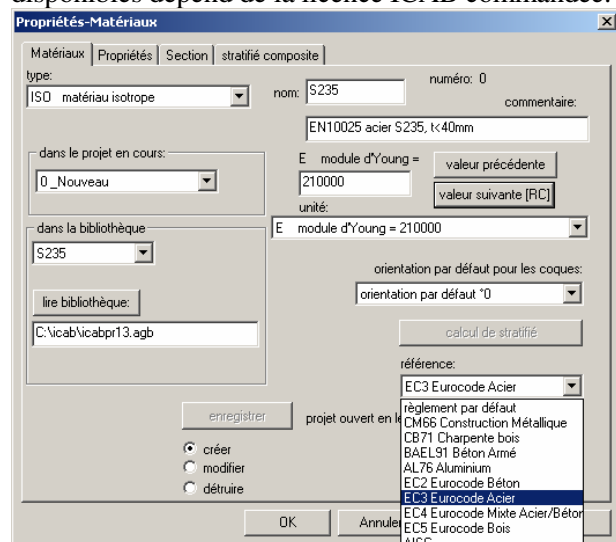 disponibles dépend de la licence ICAB commandée.
Propriétés-Matériaux
Matériaux Propriétés Section stratifié composite
type:
ISO matériau isotrope
nom: S235
numéro: 0
commentaire:
EN10025 acier S235, t<40mm
dans le projet en cours:
0_Nouveau
E module d'Young =
210000
valeur précédente
valeur suivante [RC]
unité:
E module d'Young = 210000
dans la bibliothèque
S235
lire bibliothèque:
C:\icab\icabpr13.agb
orientation par défaut pour les coques:
orientation par défaut °0
calcul de stratifié
référence:
EC3 Eurocode Acier
enregistrer
projet ouvert en
créer
modifier
détruire
règlement par défaut
CM66 Construction Métallique
CB71 Charpente bois
BAEL91 Béton Armé
AL76 Aluminium
EC2 Eurocode Béton
EC3 Eurocode Acier
EC4 Eurocode Mixte Acier/Béton
EC5 Eurocode Bois
OK
Annuler